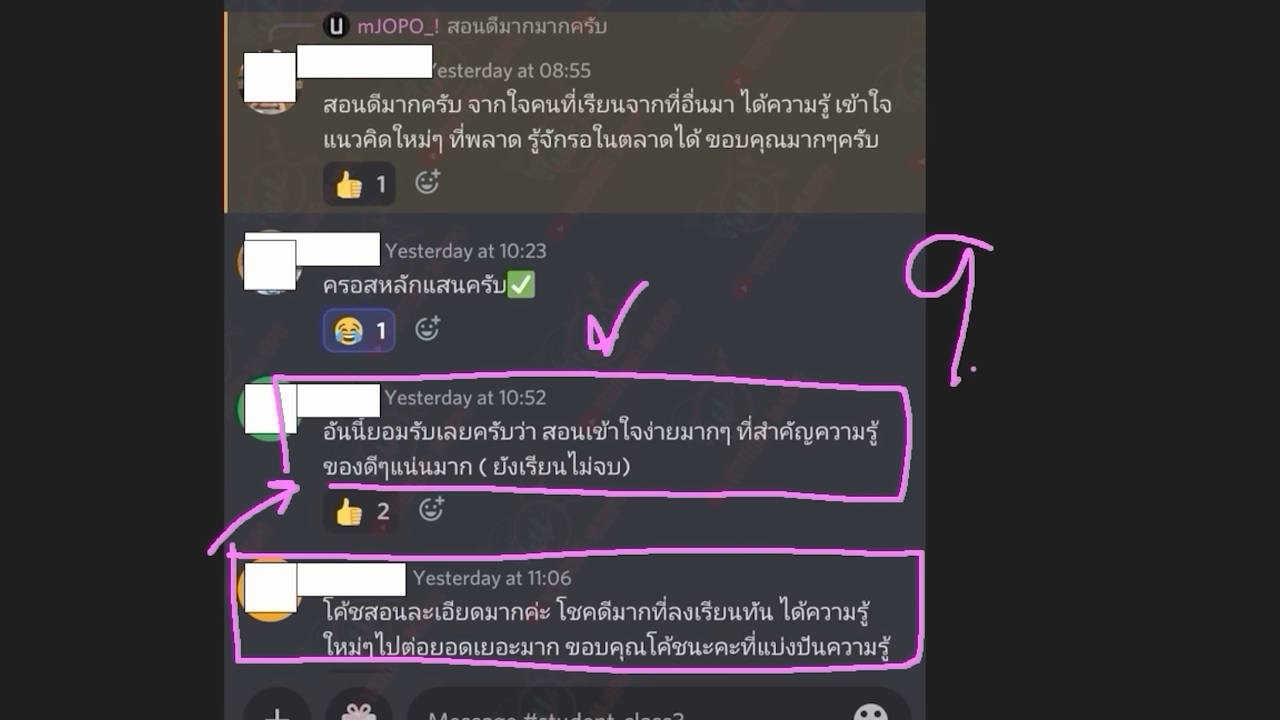 U mJOPO_! สอนดีมากมากครับ
Yesterday at 08:55
สอนดีมากครับ จากใจคนที่เรียนจากที่อื่นมา ได้ความรู้ เข้าใจ
แนวคิดใหม่ๆ ที่พลาด รู้จักรอในตลาดได้ ขอบคุณมากๆครับ
1
Yesterday at 10:23
ครอสหลักแสนครับ✅
1
Yesterday at 10:52
อันนี้ยอมรับเลยครับว่า สอนเข้าใจง่ายมากๆ ที่สำคัญความรู้
ของดีๆแน่นมาก ( ยังเรียนไม่จบ)
2
Yesterday at 11:06
โค้ชสอนละเอียดมากค่ะ โชคดีมากที่ลงเรียนทัน ได้ความรู้
ใหม่ๆไปต่อยอดเยอะมาก ขอบคุณโค้ชนะคะที่แบ่งปันความรู้
Message #student-class3